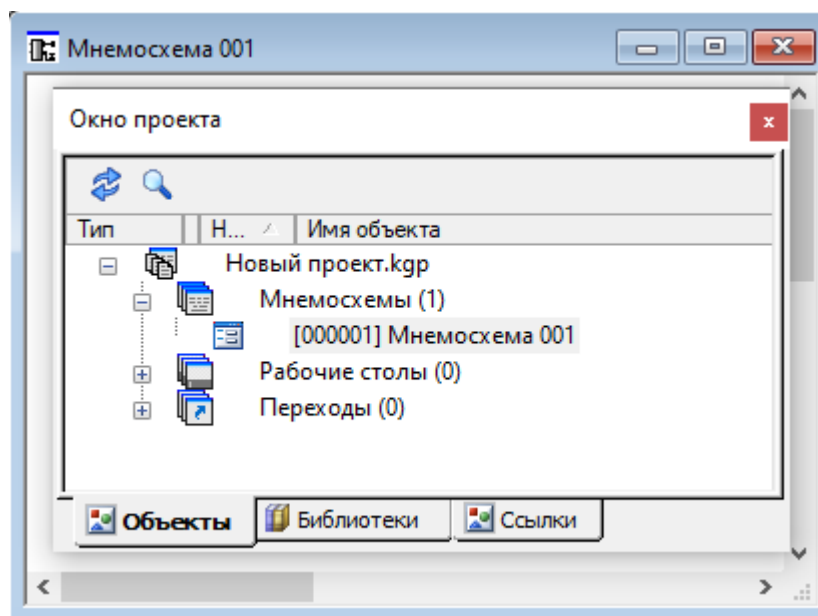 Мнемосхема 001
Окно проекта
Тип Н... Имя объекта
Новый проект.kgp
Мнемосхемы (1)
[000001] Мнемосхема 001
Рабочие столы (0)
Переходы (0)
Объекты Библиотеки Ссылки